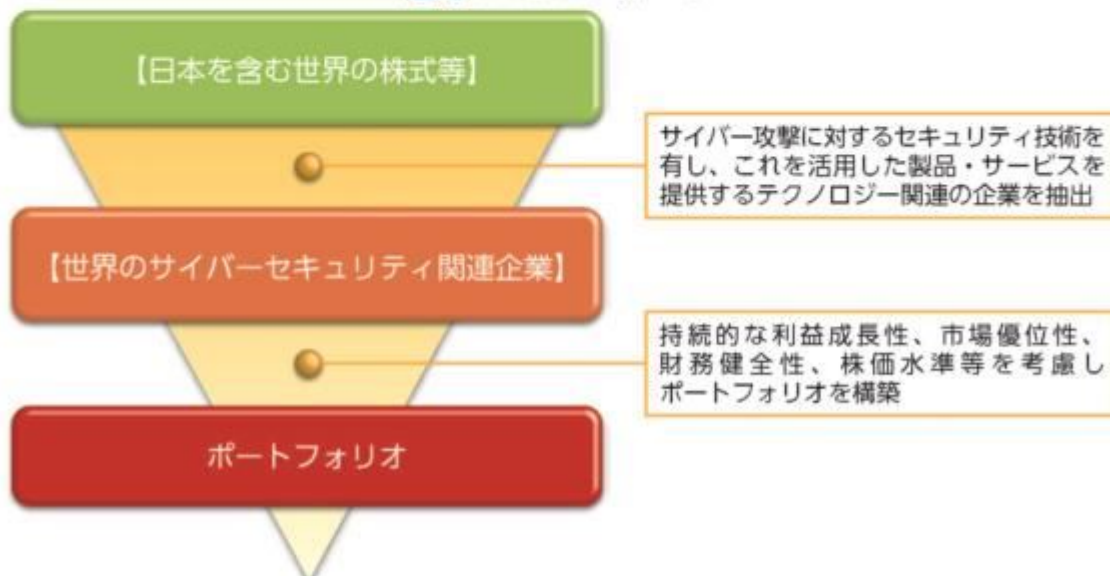 【日本を含む世界の株式等】
サイバー攻撃に対するセキュリティ技術を
有し、これを活用した製品・サービスを
提供するテクノロジー関連の企業を抽出
【世界のサイバーセキュリティ関連企業】
持続的な利益成長性、市場優位性、
財務健全性、株価水準等を考慮し
ポートフォリオを構築
ポートフォリオ